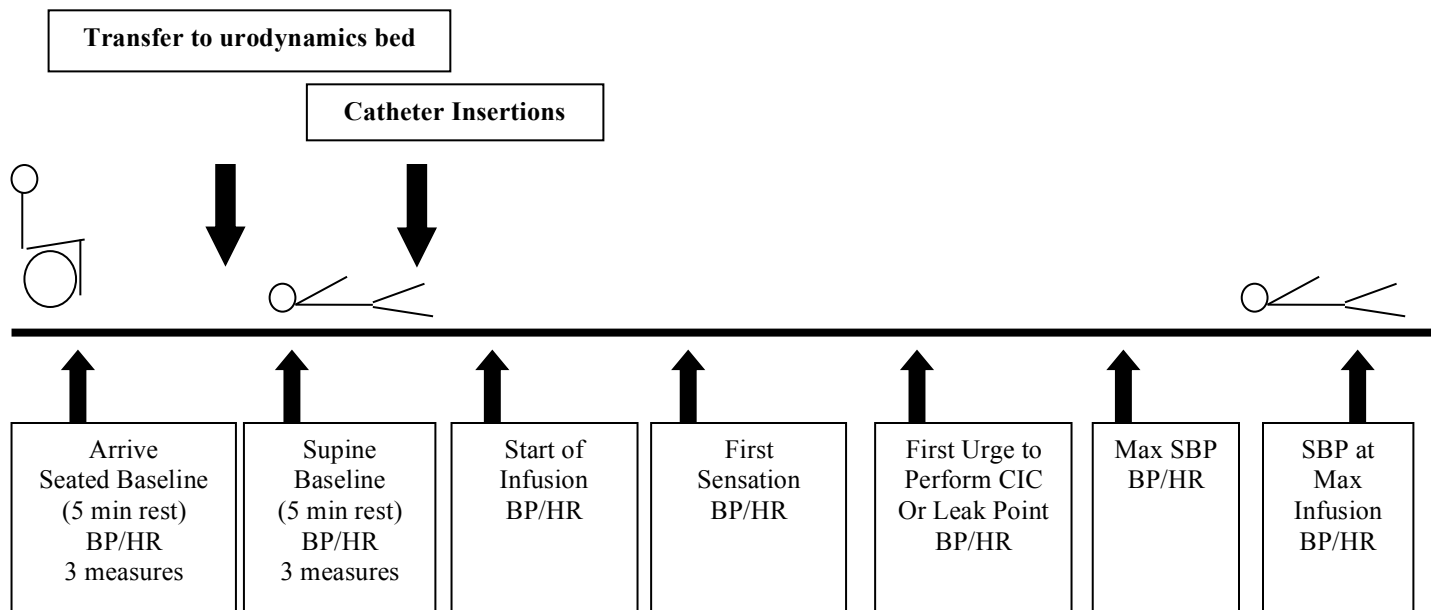 Transfer to urodynamics bed
Catheter Insertions
Arrive
Seated Baseline
(5 min rest)
BP/HR
3 measures
Supine
Baseline
(5 min rest)
BP/HR
3 measures
Start of
Infusion
BP/HR
First
Sensation
BP/HR
First Urge to
Perform CIC
Or Leak Point
BP/HR
Max SBP
BP/HR
SBP at
Max
Infusion
BP/HR